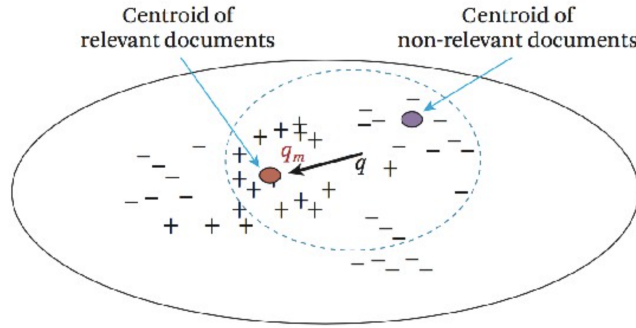 Centroid of
relevant documents
Centroid of
non-relevant documents
q_m
q